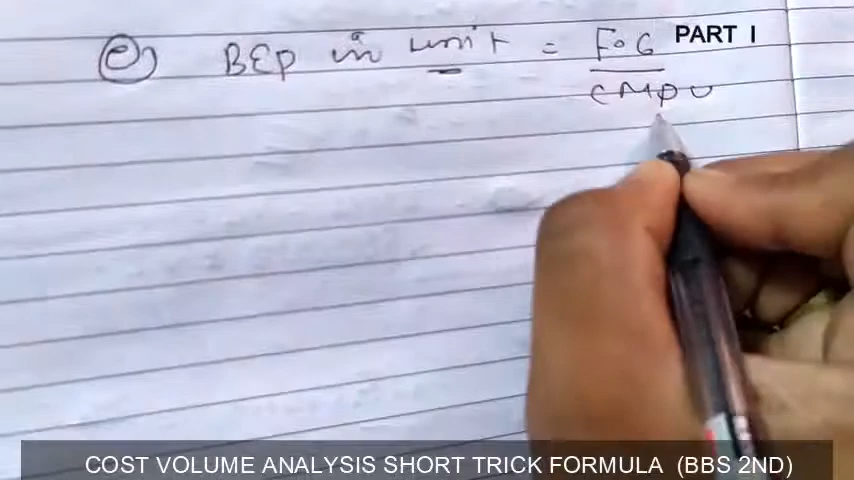 e) BEP in unit = F.C PART I
CMPU
COST VOLUME ANALYSIS SHORT TRICK FORMULA (BBS 2ND)